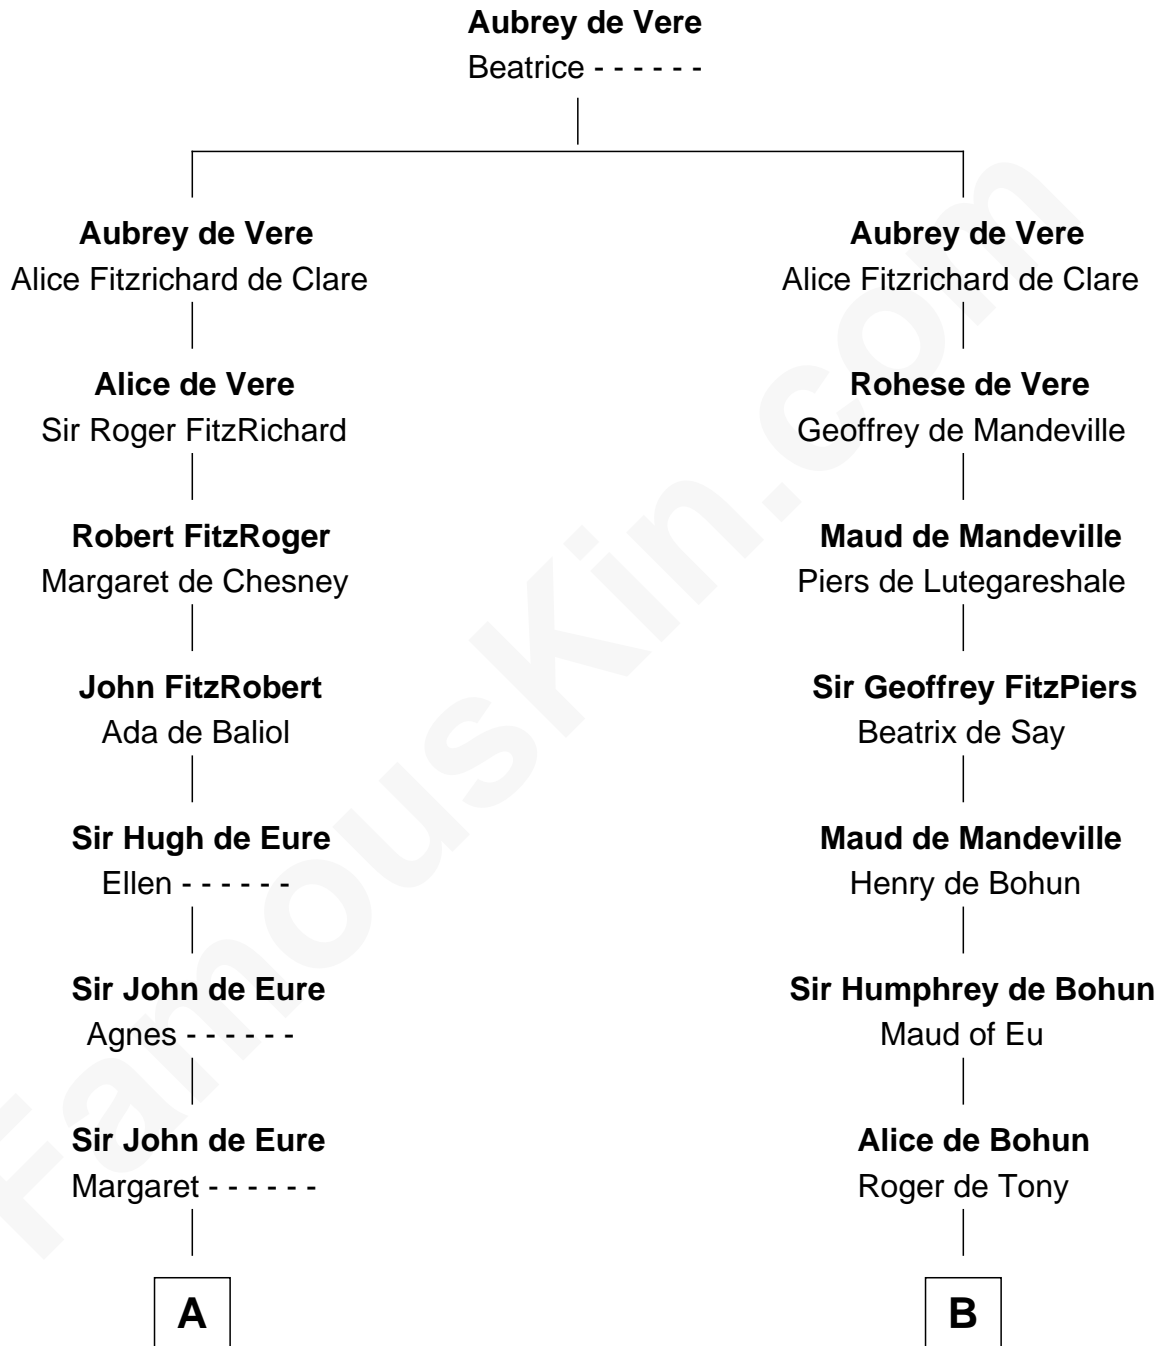 Aubrey de Vere
Beatrice - - - - - -
Aubrey de Vere
Alice Fitzrichard de Clare
Alice de Vere
Sir Roger FitzRichard
Robert FitzRoger
Margaret de Chesney
John FitzRobert
Ada de Baliol
Sir Hugh de Eure
Ellen - - - - - -
Sir John de Eure
Agnes - - - - - -
Sir John de Eure
Margaret - - - - - -
A
Aubrey de Vere
Alice Fitzrichard de Clare
Rohese de Vere
Geoffrey de Mandeville
Maud de Mandeville
Piers de Lutegareshale
Sir Geoffrey FitzPiers
Beatrix de Say
Maud de Mandeville
Henry de Bohun
Sir Humphrey de Bohun
Maud of Eu
Alice de Bohun
Roger de Tony
B
FamousKin.com